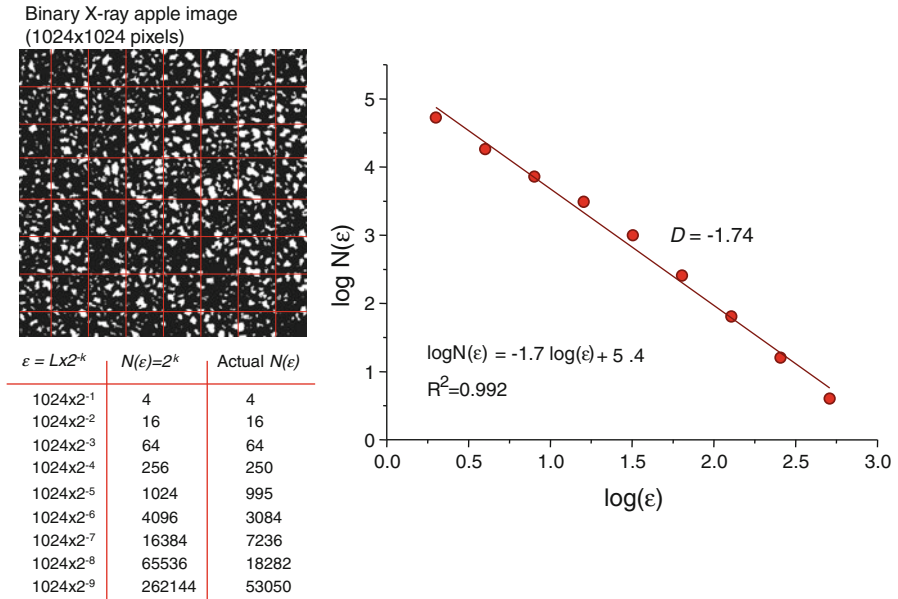 Binary X-ray apple image
(1024x1024 pixels)
ε = Lx2⁻ᵏ N(ε)=2ᵏ Actual N(ε)
1024x2⁻¹ 4 4
1024x2⁻² 16 16
1024x2⁻³ 64 64
1024x2⁻⁴ 256 250
1024x2⁻⁵ 1024 995
1024x2⁻⁶ 4096 3084
1024x2⁻⁷ 16384 7236
1024x2⁻⁸ 65536 18282
1024x2⁻⁹ 262144 53050
log N(ε)
5
4
3
2
1
0
D = -1.74
logN(ε) = -1.7 log(ε) + 5 .4
R²=0.992
0.0 0.5 1.0 1.5 2.0 2.5 3.0
log(ε)